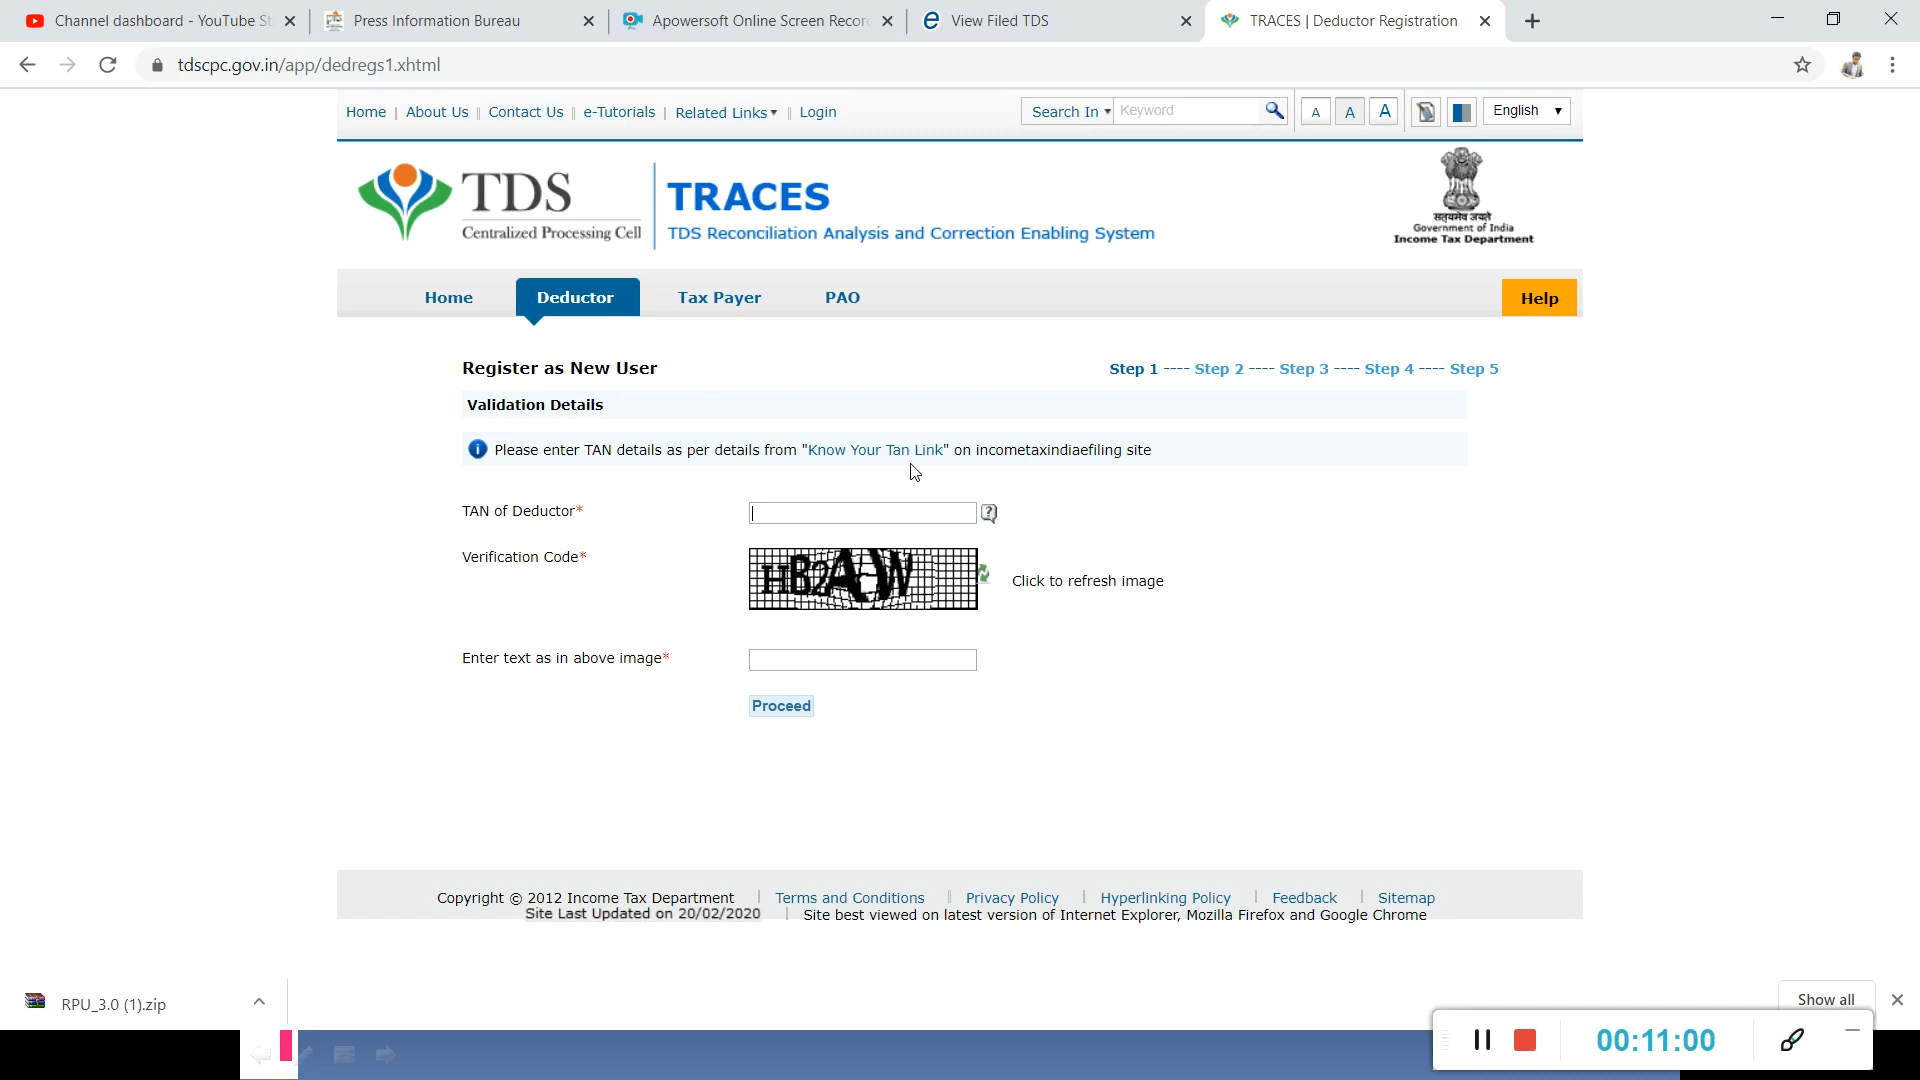 Channel dashboard - YouTube St
Press Information Bureau
Apowersoft Online Screen Record
View Filed TDS
TRACES | Deductor Registration
tdscpc.gov.in/app/dedregs1.xhtml
Home | About Us || Contact Us || e-Tutorials | Related Links || Login
Search In Keyword A A A English
TDS
Centralized Processing Cell
TRACES
TDS Reconciliation Analysis and Correction Enabling System
सत्यमेव जयते
Government of India
Income Tax Department
Home Deductor Tax Payer PAO Help
Register as New User
Step 1 ---- Step 2 ---- Step 3 ---- Step 4 ---- Step 5
Validation Details
Please enter TAN details as per details from "Know Your Tan Link" on incometaxindiaefiling site
TAN of Deductor*
Verification Code*
Click to refresh image
Enter text as in above image*
Proceed
Copyright © 2012 Income Tax Department | Terms and Conditions | Privacy Policy | Hyperlinking Policy | Feedback | Sitemap
Site Last Updated on 20/02/2020 | Site best viewed on latest version of Internet Explorer, Mozilla Firefox and Google Chrome
RPU_3.0 (1).zip
Show all
00:11:00